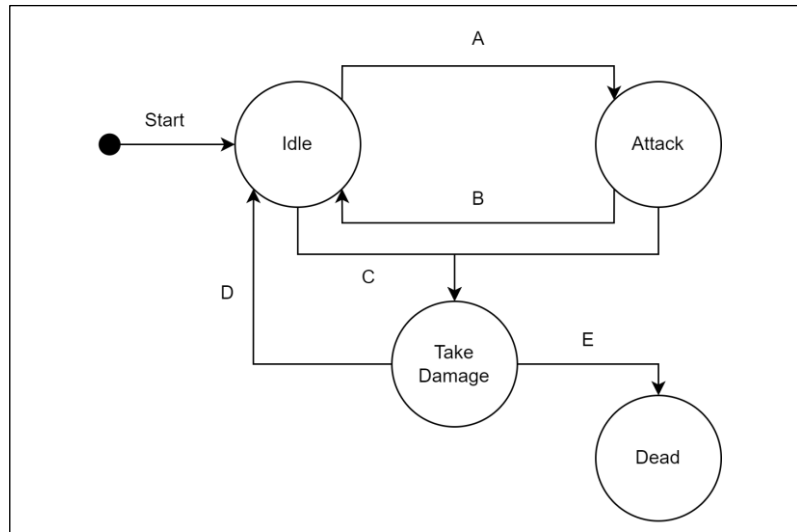 A
Start
Idle
Attack
B
C
D
Take
Damage
E
Dead